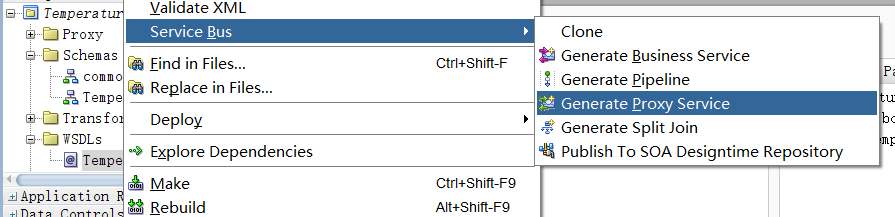 Temperatur
Proxy
Schemas
commo
Tempe
Transfor
WSDLs
Tempe
Application R
Data Controls
Validate XML
Service Bus
Find in Files... Ctrl+Shift-F
Replace in Files...
Deploy
Explore Dependencies
Make Ctrl+Shift-F9
Rebuild Alt+Shift-F9
Clone
Generate Business Service
Generate Pipeline
Generate Proxy Service
Generate Split Join
Publish To SOA Designtime Repository
Pa
tur
bo
emp